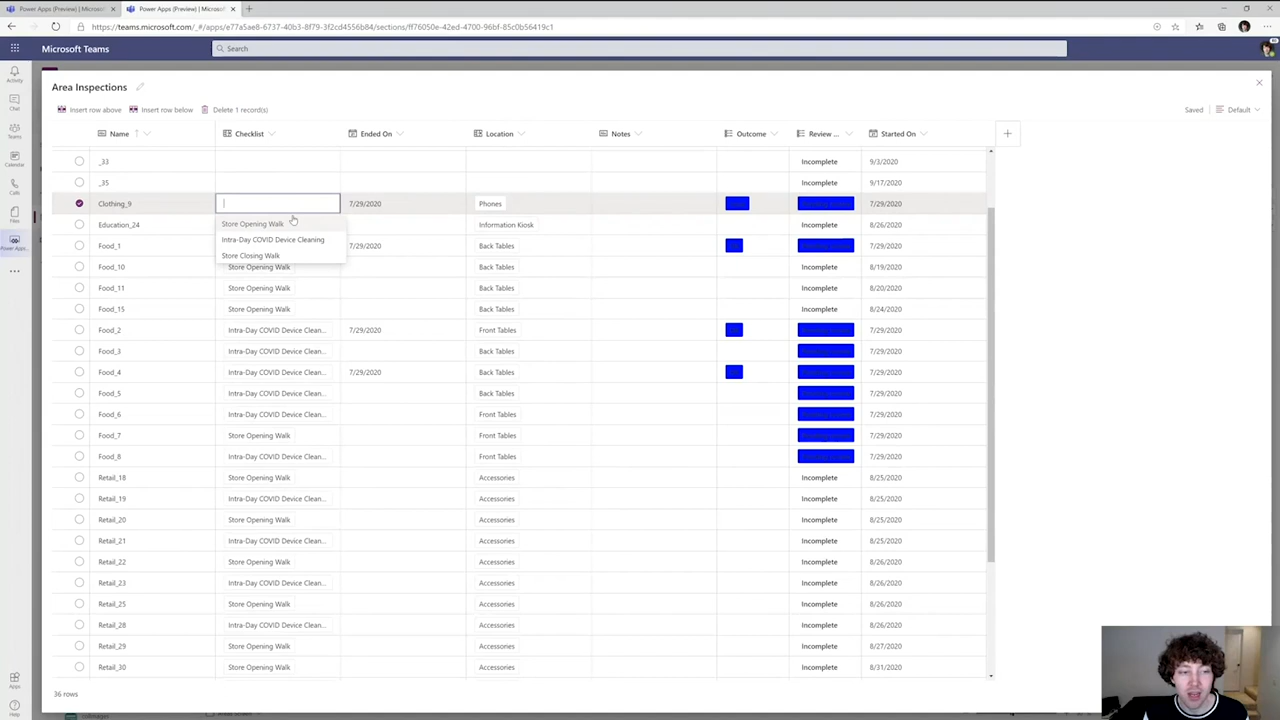 Power Apps (Preview) | Microsoft
Power Apps (Preview) | Microsoft
https://teams.microsoft.com/_#/apps/e77a5ae8-6737-40b3-8f79-3f2cd4556b84/sections/ff76050e-42ed-4700-96bf-85c0b56419c1
Microsoft Teams
Search
Activity
Chat
Teams
Calendar
Calls
Files
Power Apps...
Apps
Help
Area Inspections
Insert row above Insert row below Delete 1 record(s) Saved Default
Name Checklist Ended On Location Notes Outcome Review ... Started On
_33 Incomplete 9/3/2020
_35 Incomplete 9/17/2020
Clothing_9 7/29/2020 Phones 7/29/2020
Education_24 Store Opening Walk Information Kiosk Incomplete 8/26/2020
Intra-Day COVID Device Cleaning
Food_1 7/29/2020 Back Tables 7/29/2020
Store Closing Walk
Food_10 Store Opening Walk Back Tables Incomplete 8/19/2020
Food_11 Store Opening Walk Back Tables Incomplete 8/20/2020
Food_15 Store Opening Walk Back Tables Incomplete 8/24/2020
Food_2 Intra-Day COVID Device Clean... 7/29/2020 Front Tables 7/29/2020
Food_3 Intra-Day COVID Device Clean... Back Tables 7/29/2020
Food_4 Intra-Day COVID Device Clean... 7/29/2020 Back Tables 7/29/2020
Food_5 Intra-Day COVID Device Clean... Back Tables 7/29/2020
Food_6 Intra-Day COVID Device Clean... Front Tables 7/29/2020
Food_7 Store Opening Walk Front Tables 7/29/2020
Food_8 Intra-Day COVID Device Clean... Front Tables 7/29/2020
Retail_18 Store Opening Walk Accessories Incomplete 8/25/2020
Retail_19 Intra-Day COVID Device Clean... Accessories Incomplete 8/25/2020
Retail_20 Store Opening Walk Accessories Incomplete 8/25/2020
Retail_21 Intra-Day COVID Device Clean... Accessories Incomplete 8/25/2020
Retail_22 Store Opening Walk Accessories Incomplete 8/26/2020
Retail_23 Intra-Day COVID Device Clean... Accessories Incomplete 8/26/2020
Retail_25 Store Opening Walk Accessories Incomplete 8/26/2020
Retail_28 Intra-Day COVID Device Clean... Accessories Incomplete 8/26/2020
Retail_29 Store Opening Walk Accessories Incomplete 8/27/2020
Retail_30 Store Opening Walk Accessories Incomplete 8/31/2020
36 rows